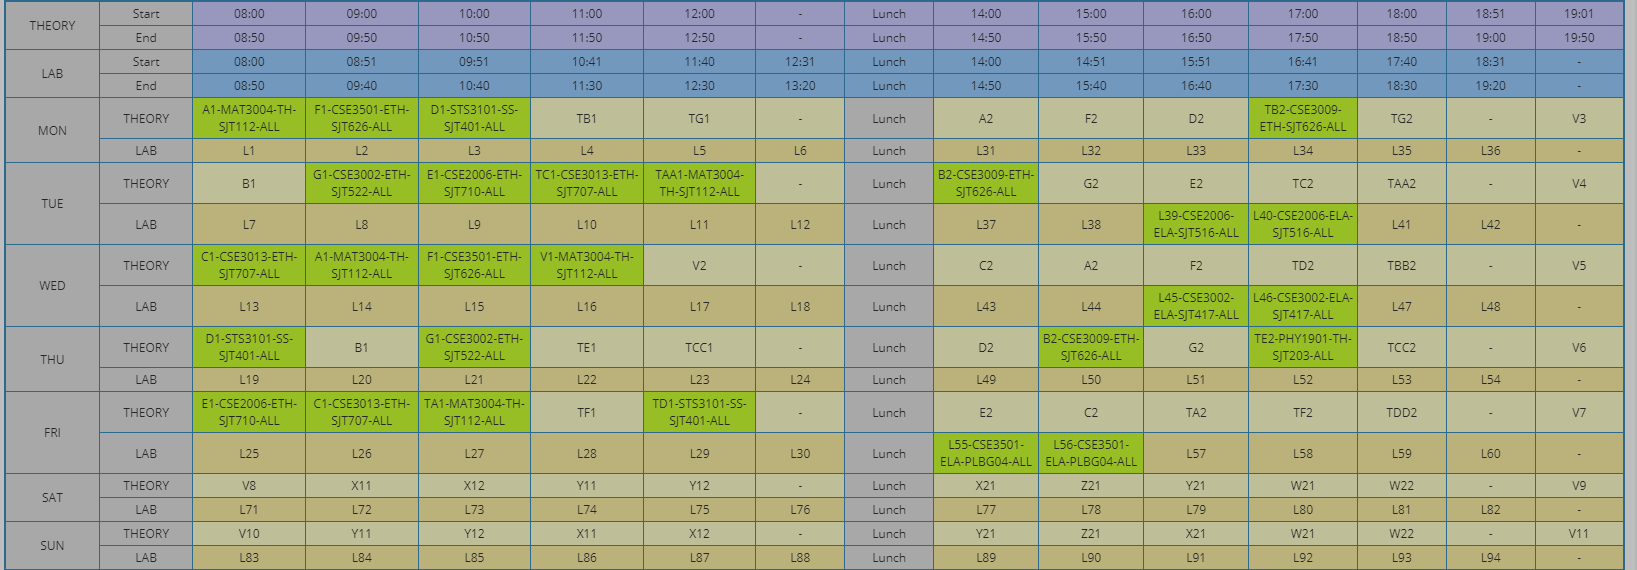 THEORY Start 08:00 09:00 10:00 11:00 12:00 - Lunch 14:00 15:00 16:00 17:00 18:00 18:51 19:01
End 08:50 09:50 10:50 11:50 12:50 - Lunch 14:50 15:50 16:50 17:50 18:50 19:00 19:50
LAB Start 08:00 08:51 09:51 10:41 11:40 12:31 Lunch 14:00 14:51 15:51 16:41 17:40 18:31 -
End 08:50 09:40 10:40 11:30 12:30 13:20 Lunch 14:50 15:40 16:40 17:30 18:30 19:20 -
MON THEORY A1-MAT3004-TH-SJT112-ALL F1-CSE3501-ETH-SJT626-ALL D1-STS3101-SS-SJT401-ALL TB1 TG1 - Lunch A2 F2 D2 TB2-CSE3009-ETH-SJT626-ALL TG2 - V3
LAB L1 L2 L3 L4 L5 L6 Lunch L31 L32 L33 L34 L35 L36 -
TUE THEORY B1 G1-CSE3002-ETH-SJT522-ALL E1-CSE2006-ETH-SJT710-ALL TC1-CSE3013-ETH-SJT707-ALL TAA1-MAT3004-TH-SJT112-ALL - Lunch B2-CSE3009-ETH-SJT626-ALL G2 E2 TC2 TAA2 - V4
LAB L7 L8 L9 L10 L11 L12 Lunch L37 L38 L39-CSE2006-ELA-SJT516-ALL L40-CSE2006-ELA-SJT516-ALL L41 L42 -
WED THEORY C1-CSE3013-ETH-SJT707-ALL A1-MAT3004-TH-SJT112-ALL F1-CSE3501-ETH-SJT626-ALL V1-MAT3004-TH-SJT112-ALL V2 - Lunch C2 A2 F2 TD2 TBB2 - V5
LAB L13 L14 L15 L16 L17 L18 Lunch L43 L44 L45-CSE3002-ELA-SJT417-ALL L46-CSE3002-ELA-SJT417-ALL L47 L48 -
THU THEORY D1-STS3101-SS-SJT401-ALL B1 G1-CSE3002-ETH-SJT522-ALL TE1 TCC1 - Lunch D2 B2-CSE3009-ETH-SJT626-ALL G2 TE2-PHY1901-TH-SJT203-ALL TCC2 - V6
LAB L19 L20 L21 L22 L23 L24 Lunch L49 L50 L51 L52 L53 L54 -
FRI THEORY E1-CSE2006-ETH-SJT710-ALL C1-CSE3013-ETH-SJT707-ALL TA1-MAT3004-TH-SJT112-ALL TF1 TD1-STS3101-SS-SJT401-ALL - Lunch E2 C2 TA2 TF2 TDD2 - V7
LAB L25 L26 L27 L28 L29 L30 Lunch L55-CSE3501-ELA-PLBG04-ALL L56-CSE3501-ELA-PLBG04-ALL L57 L58 L59 L60 -
SAT THEORY V8 X11 X12 Y11 Y12 - Lunch X21 Z21 Y21 W21 W22 - V9
LAB L71 L72 L73 L74 L75 L76 Lunch L77 L78 L79 L80 L81 L82 -
SUN THEORY V10 Y11 Y12 X11 X12 - Lunch Y21 Z21 X21 W21 W22 - V11
LAB L83 L84 L85 L86 L87 L88 Lunch L89 L90 L91 L92 L93 L94 -